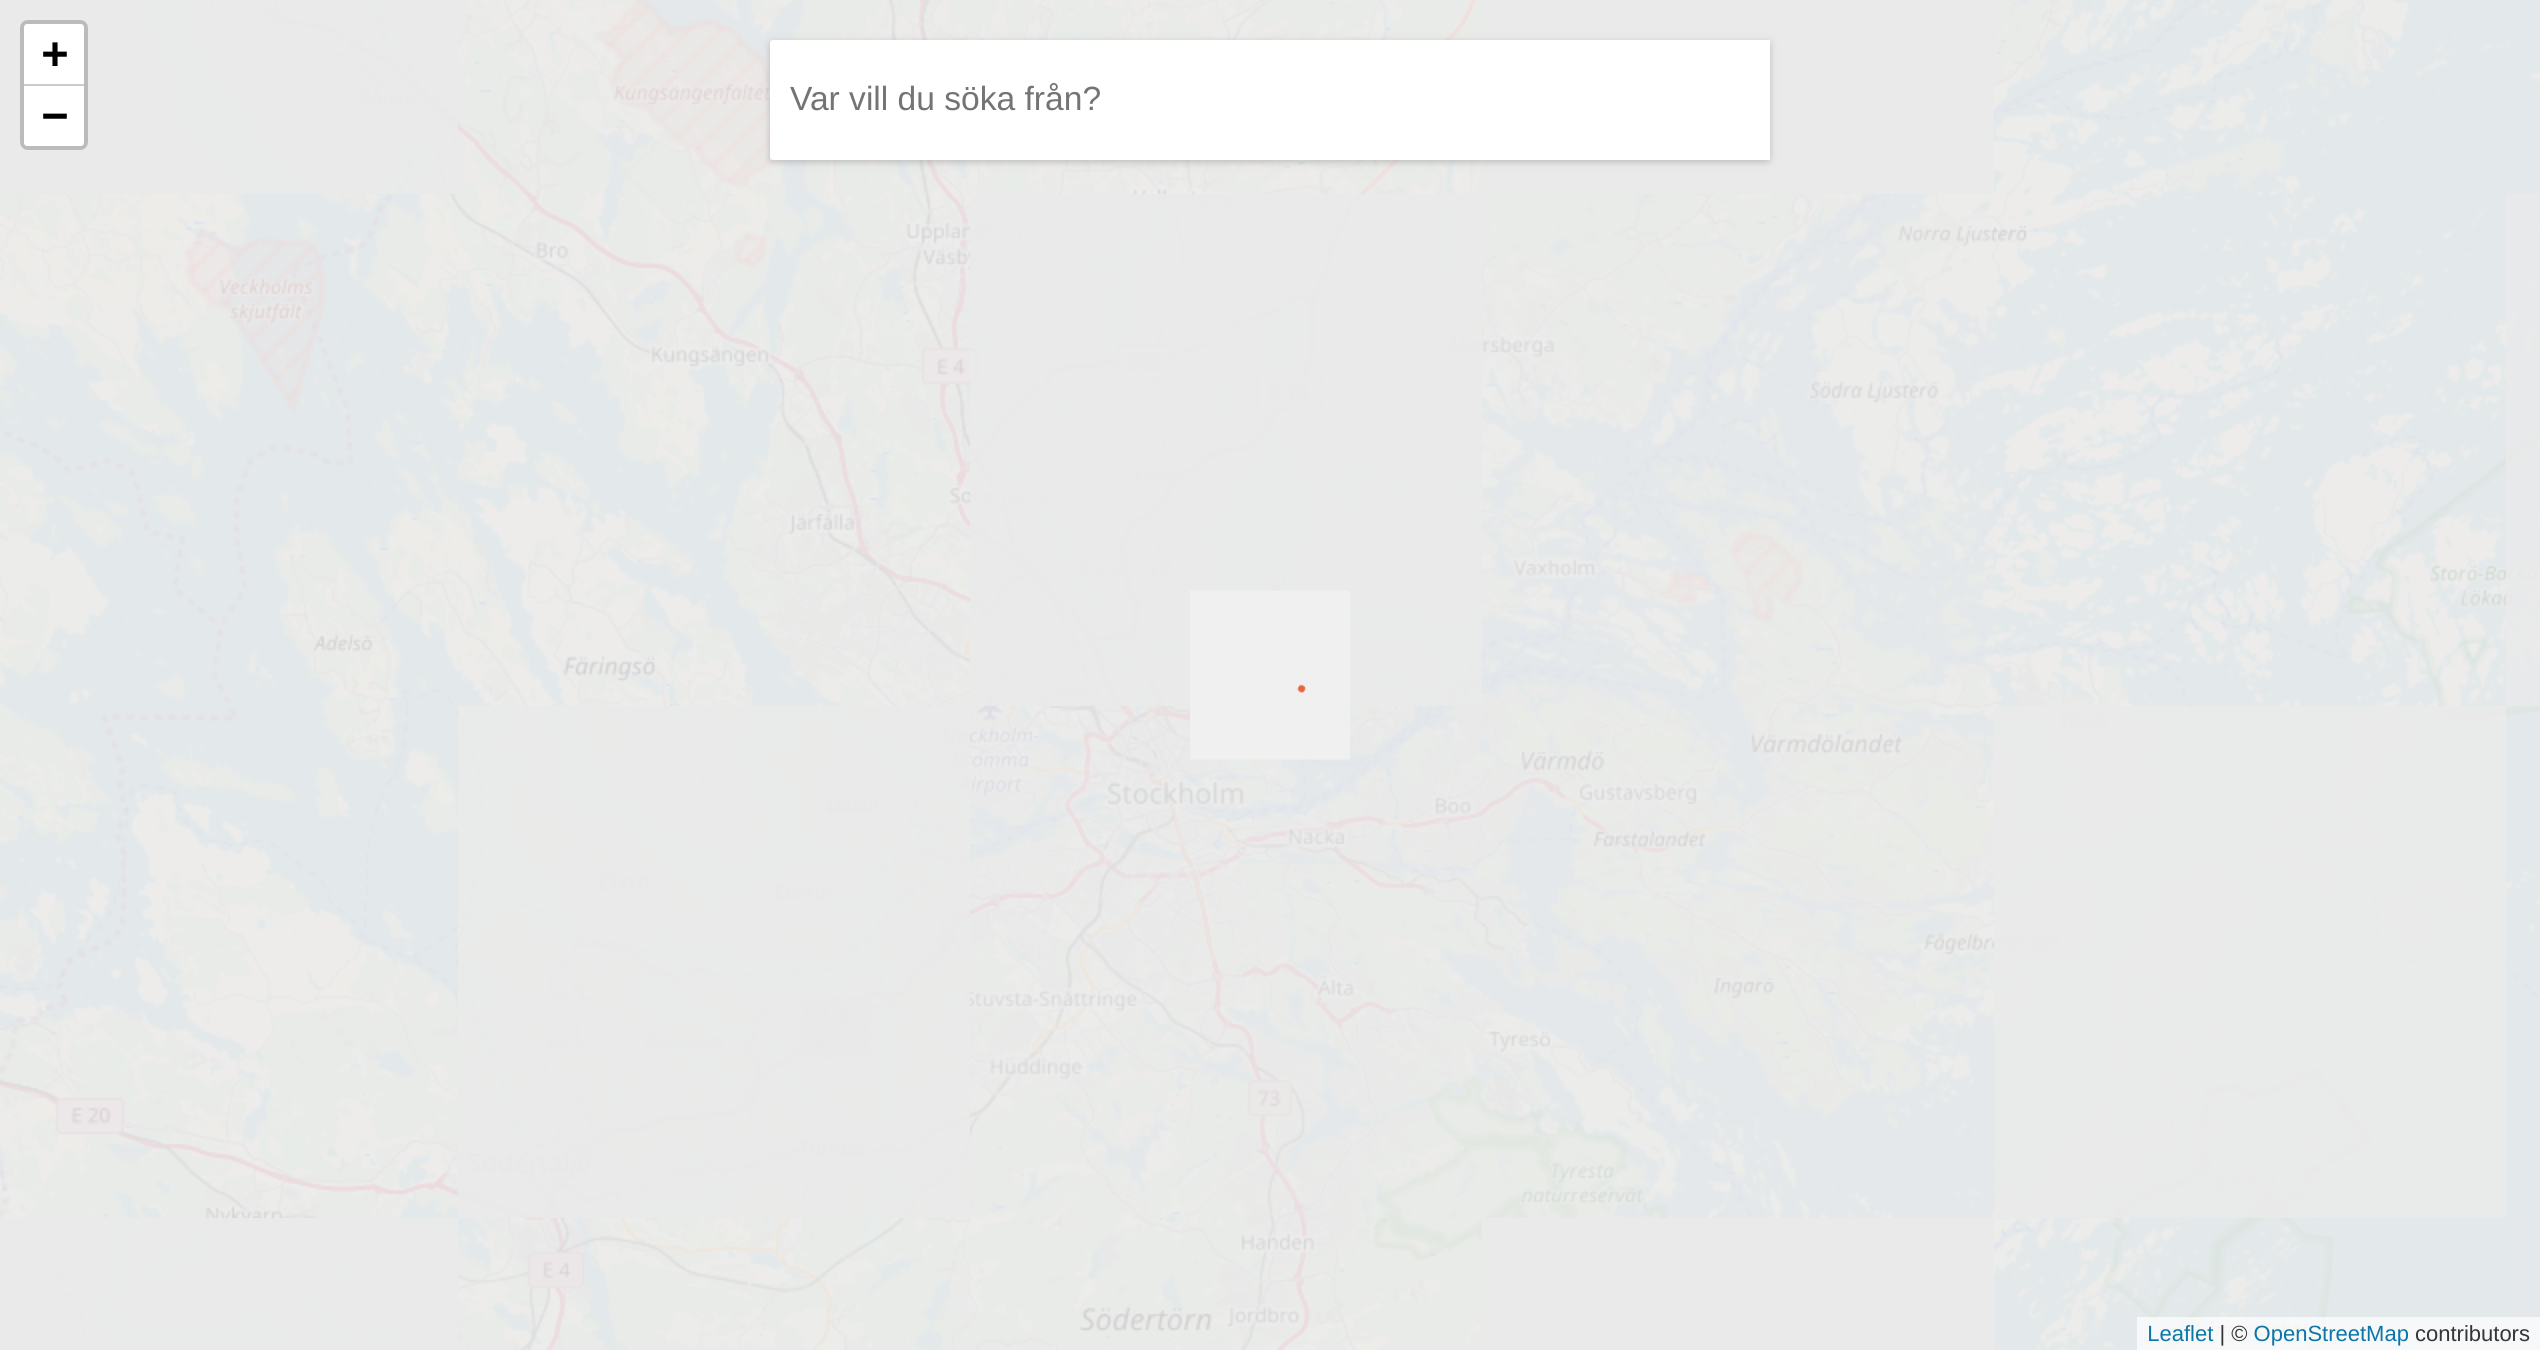 +
−
Var vill du söka från?
Kungsängenfältet
Norra Ljusterö
Upplar
Väsb
Bro
Veckholms
skjutfält
rsberga
Kungsängen
E 4
Södra Ljusterö
So
Järfälla
Vaxholm
Storö-Bo
Lökao
Adelsö
Färingsö
ckholm-
omma
irport
Värmdö
Värmdölandet
Stockholm
Gustavsberg
Boo
Nacka
Farstalandet
Fågelbr
Ingarö
Älta
Stuvsta-Snättringe
Tyresö
Huddinge
73
E 20
Tyresta
naturreservat
Nykvarn
Handen
E 4
Södertörn
Jordbro
Leaflet | © OpenStreetMap contributors